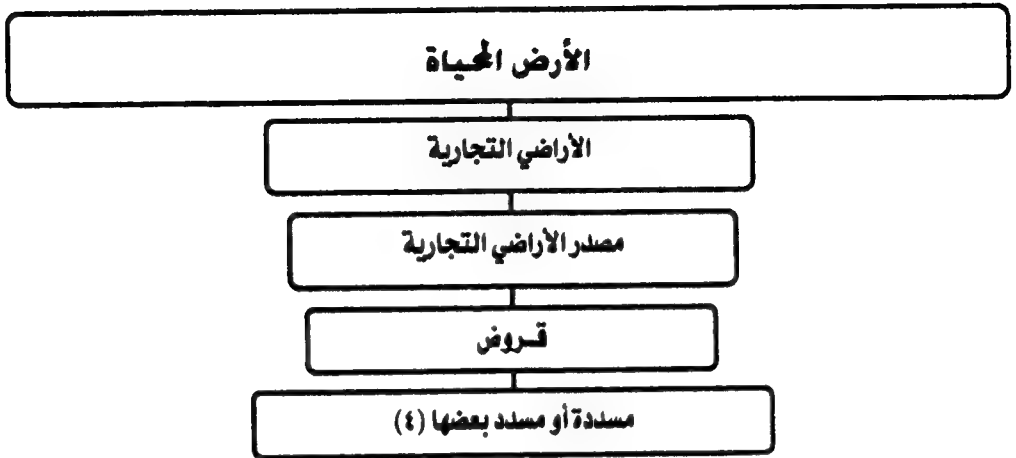 الأرض المحياة
الأراضي التجارية
مصدر الأراضي التجارية
قروض
مسددة أو مسدد بعضها (٤)